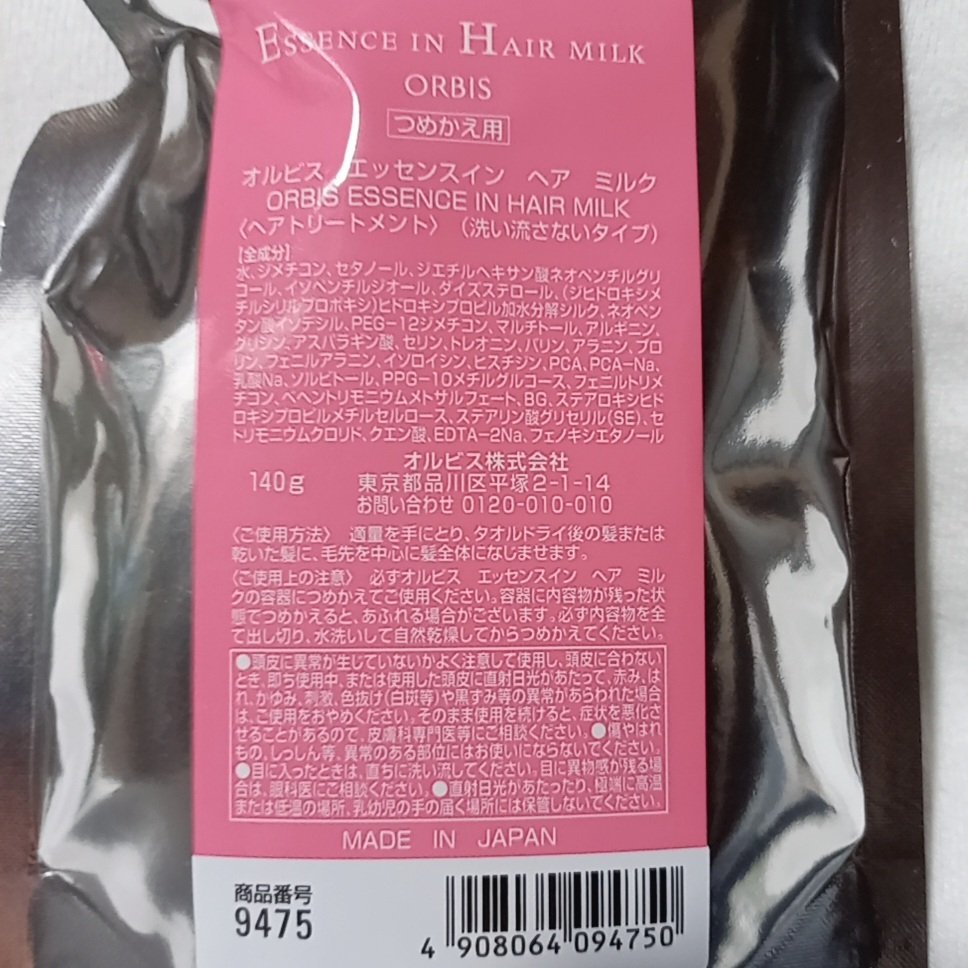 ESSENCE IN HAIR MILK
ORBIS
つめかえ用
オルビス エッセンスイン ヘア ミルク
ORBIS ESSENCE IN HAIR MILK
〈ヘアトリートメント〉（洗い流さないタイプ）
【全成分】
水、ジメチコン、セタノール、ジエチルヘキサン酸ネオペンチルグリ
コール、イソペンチルジオール、ダイズステロール、（ジヒドロキシメ
チルシリルプロポキシ）ヒドロキシプロピル加水分解シルク、ネオペン
タン酸イソデシル、PEG-12ジメチコン、マルチトール、アルギニン、
グリシン、アスパラギン酸、セリン、トレオニン、バリン、アラニン、プロ
リン、フェニルアラニン、イソロイシン、ヒスチジン、PCA、PCA-Na、
乳酸Na、ソルビトール、PPG-10メチルグルコース、フェニルトリメ
チコン、ベヘントリモニウムメトサルフェート、BG、ステアロキシヒド
ロキシプロピルメチルセルロース、ステアリン酸グリセリル（SE）、セ
トリモニウムクロリド、クエン酸、EDTA-2Na、フェノキシエタノール
オルビス株式会社
140g 東京都品川区平塚2-1-14
お問い合わせ 0120-010-010
〈ご使用方法〉 適量を手にとり、タオルドライ後の髪または
乾いた髪に、毛先を中心に髪全体になじませます。
〈ご使用上の注意〉 必ずオルビス エッセンスイン ヘア ミル
クの容器につめかえてご使用ください。容器に内容物が残った状
態でつめかえると、あふれる場合がございます。必ず内容物を全
て出し切り、水洗いして自然乾燥してからつめかえてください。
●頭皮に異常が生じていないかよく注意して使用し、頭皮に合わない
とき、即ち使用中、または使用した頭皮に直射日光があたって、赤み、は
れ、かゆみ、刺激、色抜け（白斑等）や黒ずみ等の異常があらわれた場合
は、ご使用をおやめください。そのまま使用を続けると、症状を悪化さ
せることがあるので、皮膚科専門医等にご相談ください。●傷やはれ
もの、しっしん等、異常のある部位にはお使いにならないでください。
●目に入ったときは、直ちに洗い流してください。目に異物感が残る場
合は、眼科医にご相談ください。●直射日光があたったり、極端に高温
または低温の場所、乳幼児の手の届く場所には保管しないでください。
MADE IN JAPAN
商品番号
9475
4 908064 094750